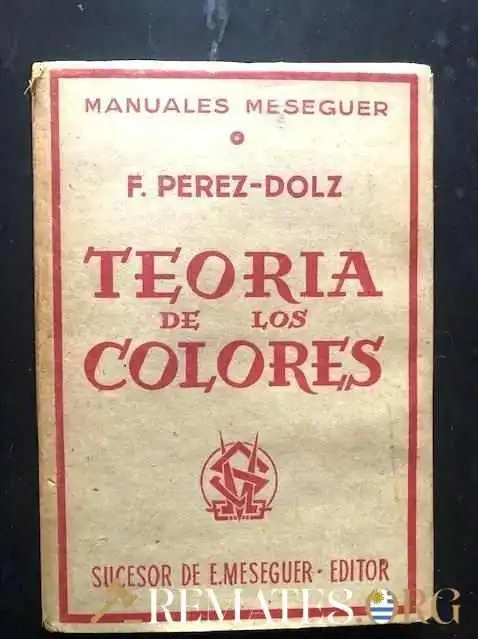 MANUALES MESEGUER
F. PEREZ-DOLZ
TEORIA
DE LOS
COLORES
SUCESOR DE E. MESEGUER · EDITOR
REMATES.ORG